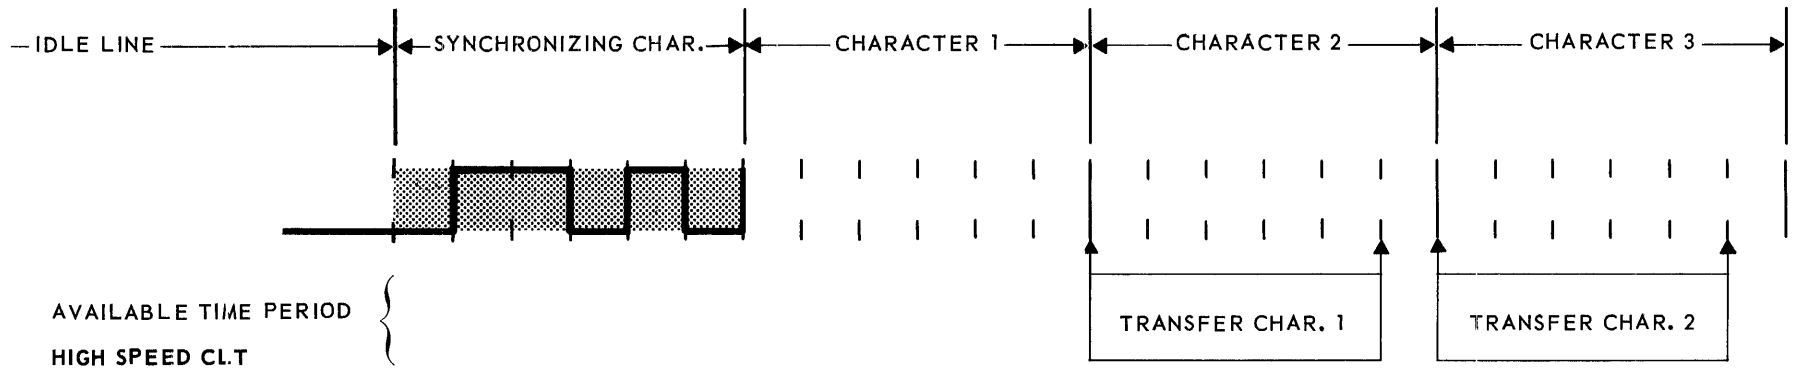 IDLE LINE
SYNCHRONIZING CHAR.
CHARACTER 1
CHARACTER 2
CHARACTER 3
AVAILABLE TIME PERIOD
HIGH SPEED CL.T
TRANSFER CHAR. 1
TRANSFER CHAR. 2